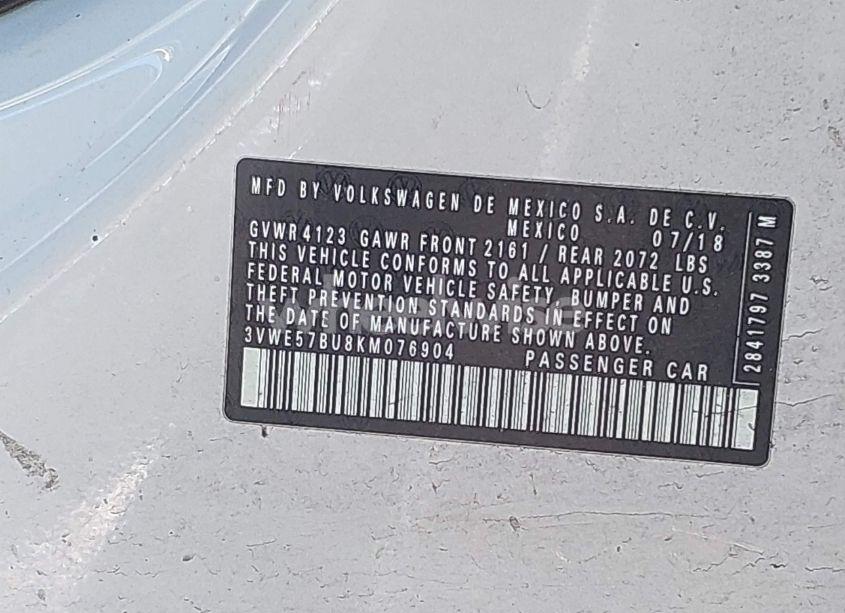 MFD BY VOLKSWAGEN DE MEXICO S.A. DE C.V.
MEXICO 07/18
GVWR4123 GAWR FRONT 2161 / REAR 2072 LBS
THIS VEHICLE CONFORMS TO ALL APPLICABLE U.S.
FEDERAL MOTOR VEHICLE SAFETY, BUMPER AND
THEFT PREVENTION STANDARDS IN EFFECT ON
THE DATE OF MANUFACTURE SHOWN ABOVE.
3VWE57BU8KM076904 PASSENGER CAR
2841797 3387 M